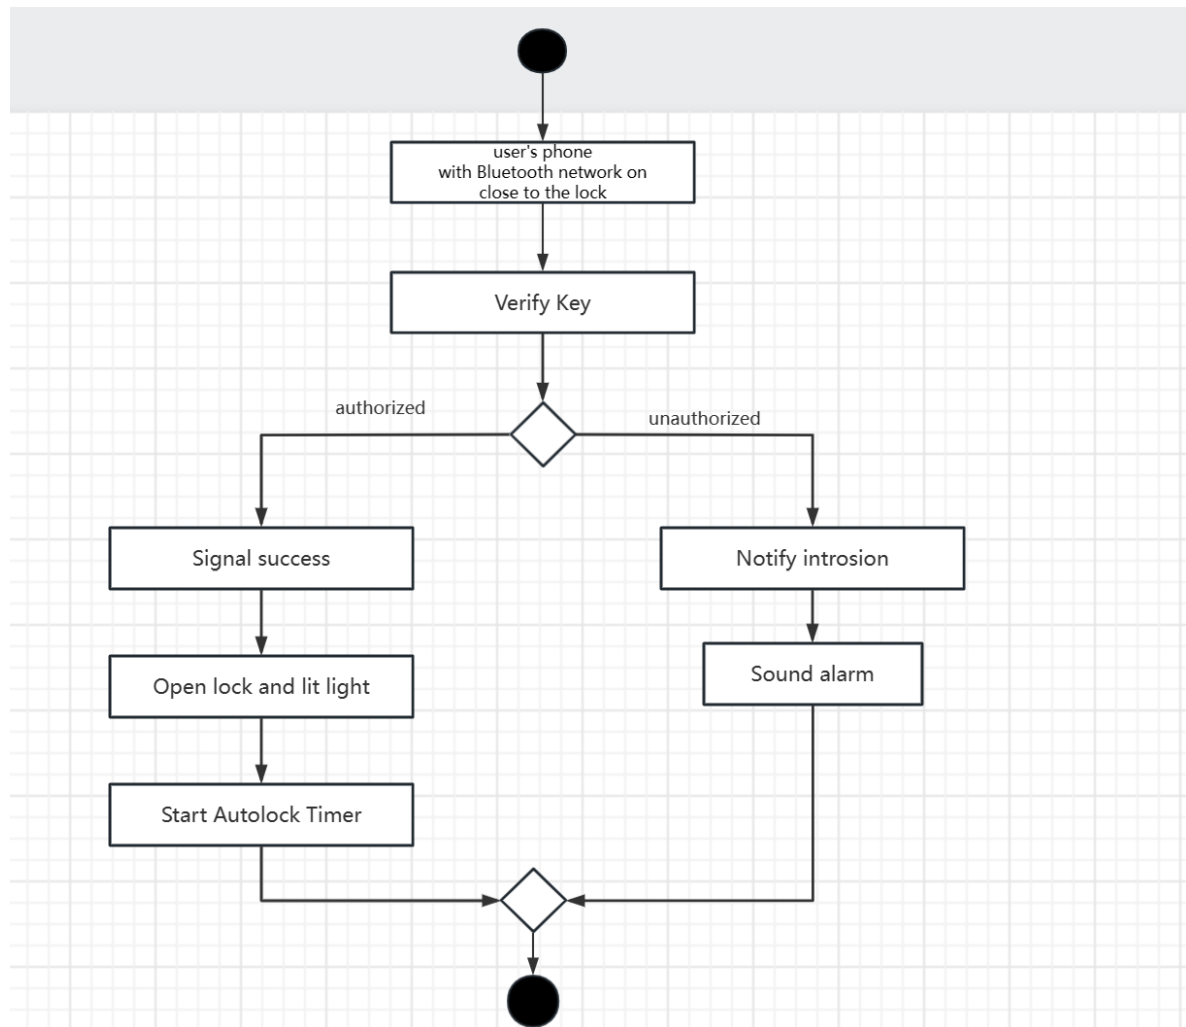 user's phone
with Bluetooth network on
close to the lock
Verify Key
authorized
unauthorized
Signal success
Notify introsion
Open lock and lit light
Sound alarm
Start Autolock Timer